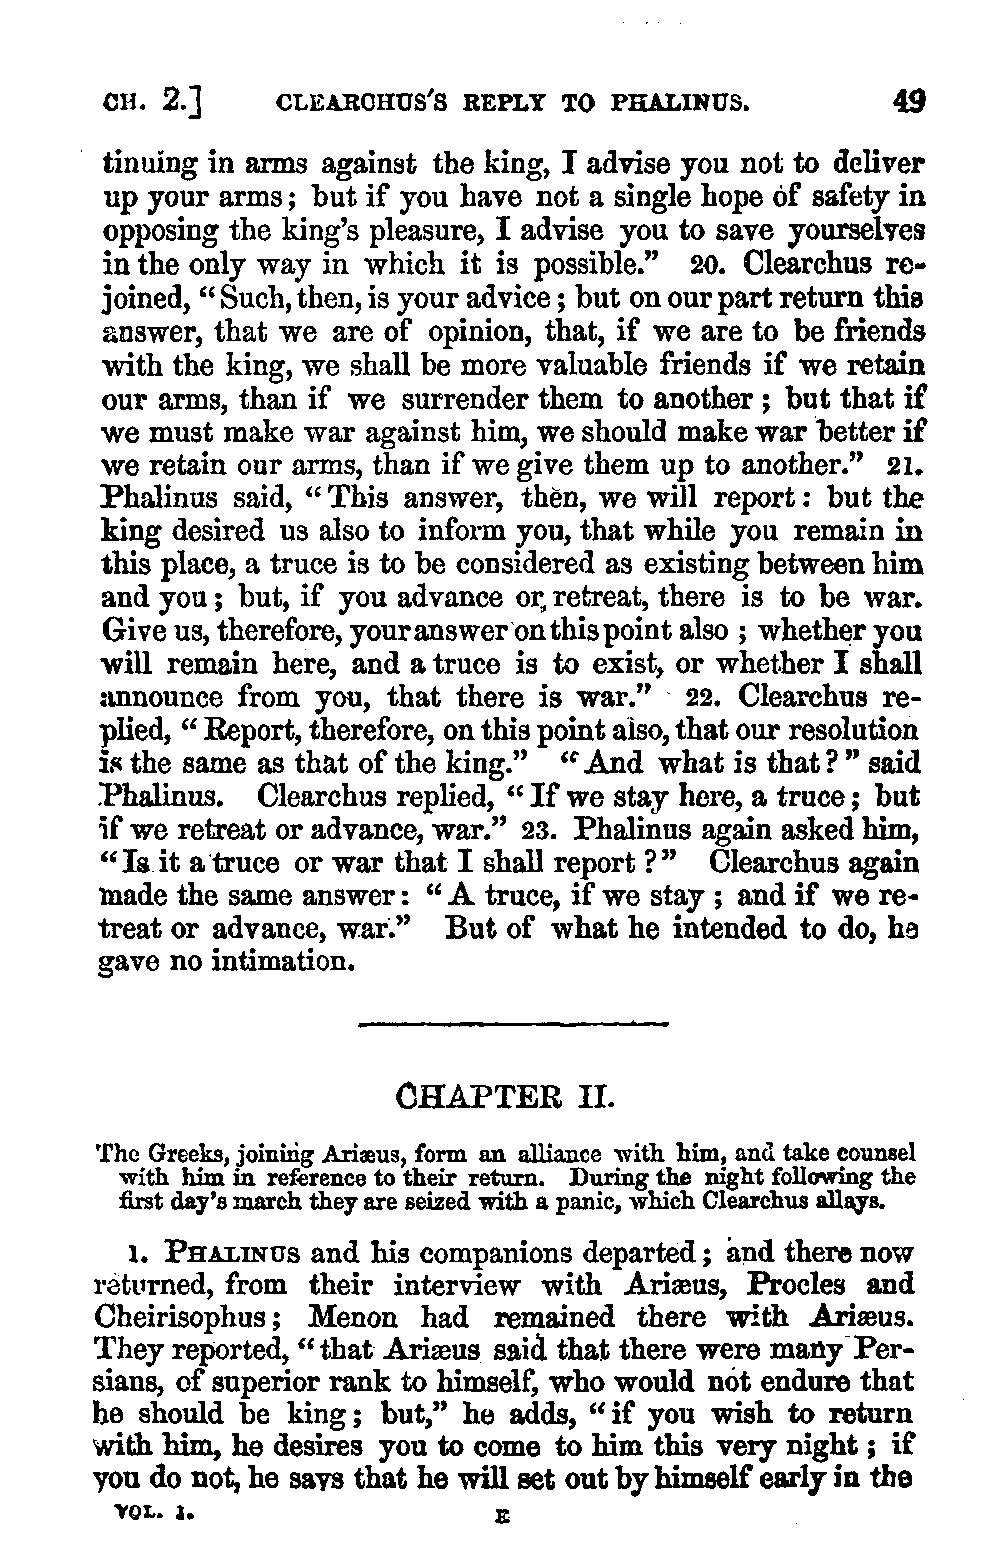 CH. 2.] CLEARCHUS'S REPLY TO PHALINUS. 49
tinuing in arms against the king, I advise you not to deliver
up your arms; but if you have not a single hope of safety in
opposing the king's pleasure, I advise you to save yourselves
in the only way in which it is possible." 20. Clearchus re-
joined, "Such, then, is your advice; but on our part return this
answer, that we are of opinion, that, if we are to be friends
with the king, we shall be more valuable friends if we retain
our arms, than if we surrender them to another; but that if
we must make war against him, we should make war better if
we retain our arms, than if we give them up to another." 21.
Phalinus said, "This answer, then, we will report: but the
king desired us also to inform you, that while you remain in
this place, a truce is to be considered as existing between him
and you; but, if you advance or retreat, there is to be war.
Give us, therefore, your answer on this point also; whether you
will remain here, and a truce is to exist, or whether I shall
announce from you, that there is war." 22. Clearchus re-
plied, "Report, therefore, on this point also, that our resolution
is the same as that of the king." "And what is that?" said
Phalinus. Clearchus replied, "If we stay here, a truce; but
if we retreat or advance, war." 23. Phalinus again asked him,
"Is it a truce or war that I shall report?" Clearchus again
made the same answer: "A truce, if we stay; and if we re-
treat or advance, war." But of what he intended to do, he
gave no intimation.
CHAPTER II.
The Greeks, joining Ariæus, form an alliance with him, and take counsel
with him in reference to their return. During the night following the
first day's march they are seized with a panic, which Clearchus allays.
1. PHALINUS and his companions departed; and there now
returned, from their interview with Ariæus, Procles and
Cheirisophus; Menon had remained there with Ariæus.
They reported, "that Ariæus said that there were many Per-
sians, of superior rank to himself, who would not endure that
he should be king; but," he adds, "if you wish to return
with him, he desires you to come to him this very night; if
you do not, he says that he will set out by himself early in the
VOL. I. E